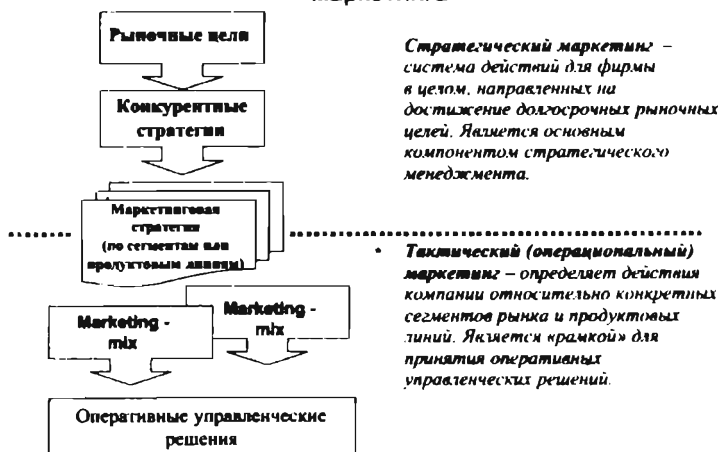 Рыночные цели
Конкурентные
стратегии
Маркетинговая
стратегия
(по сегментам или
продуктовым линиям)
Marketing -
mix
Marketing -
mix
Оперативные управленческие
решения
Стратегический маркетинг –
система действий для фирмы
в целом, направленных на
достижение долгосрочных рыночных
целей. Является основным
компонентом стратегического
менеджмента.
• Тактический (операциональный)
маркетинг – определяет действия
компании относительно конкретных
сегментов рынка и продуктовых
линий. Является «рамкой» для
принятия оперативных
управленческих решений.